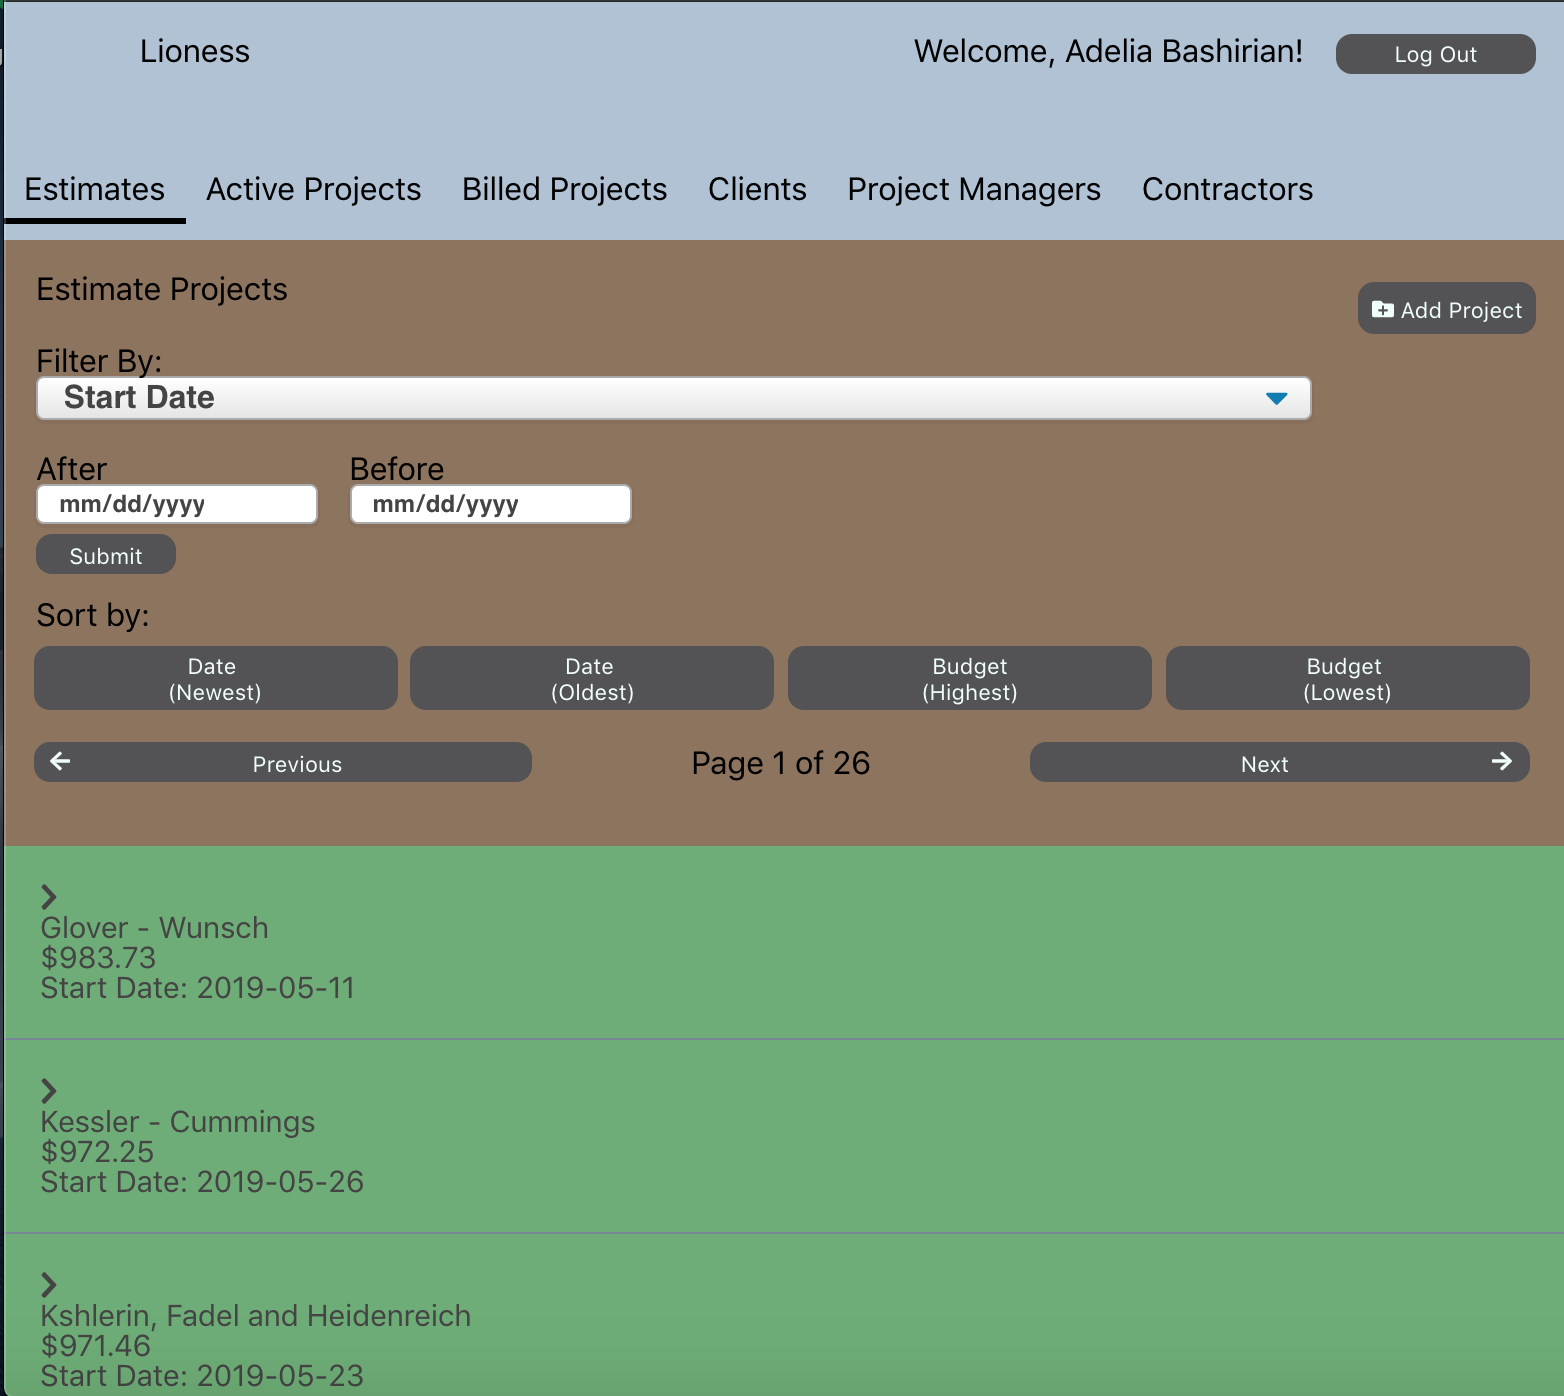 Lioness
Welcome, Adelia Bashirian!
Log Out
Estimates
Active Projects
Billed Projects
Clients
Project Managers
Contractors
Estimate Projects
Add Project
Filter By:
Start Date
After
Before
mm/dd/yyyy
mm/dd/yyyy
Submit
Sort by:
Date
(Newest)
Date
(Oldest)
Budget
(Highest)
Budget
(Lowest)
Previous
Page 1 of 26
Next
Glover - Wunsch
$983.73
Start Date: 2019-05-11
Kessler - Cummings
$972.25
Start Date: 2019-05-26
Kshlerin, Fadel and Heidenreich
$971.46
Start Date: 2019-05-23